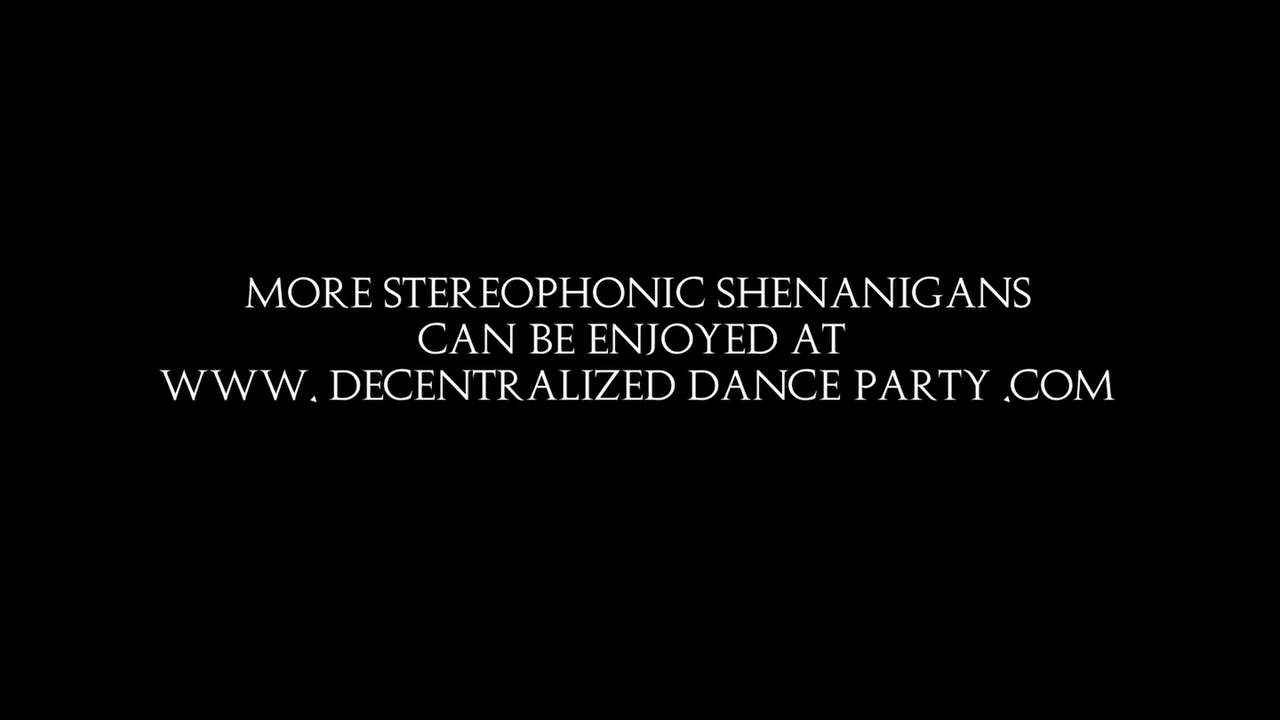 MORE STEREOPHONIC SHENANIGANS
CAN BE ENJOYED AT
WWW. DECENTRALIZED DANCE PARTY .COM